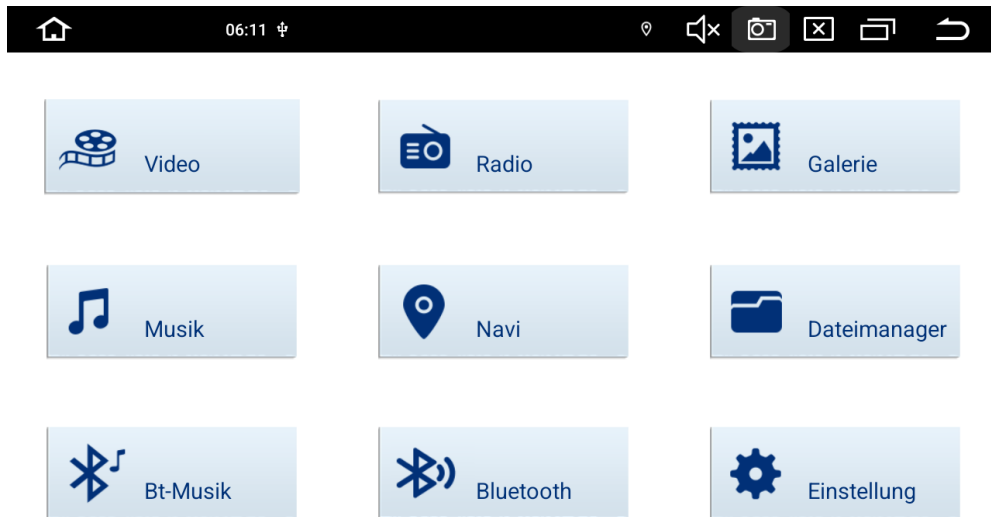 06:11
Video
Radio
Galerie
Musik
Navi
Dateimanager
Bt-Musik
Bluetooth
Einstellung